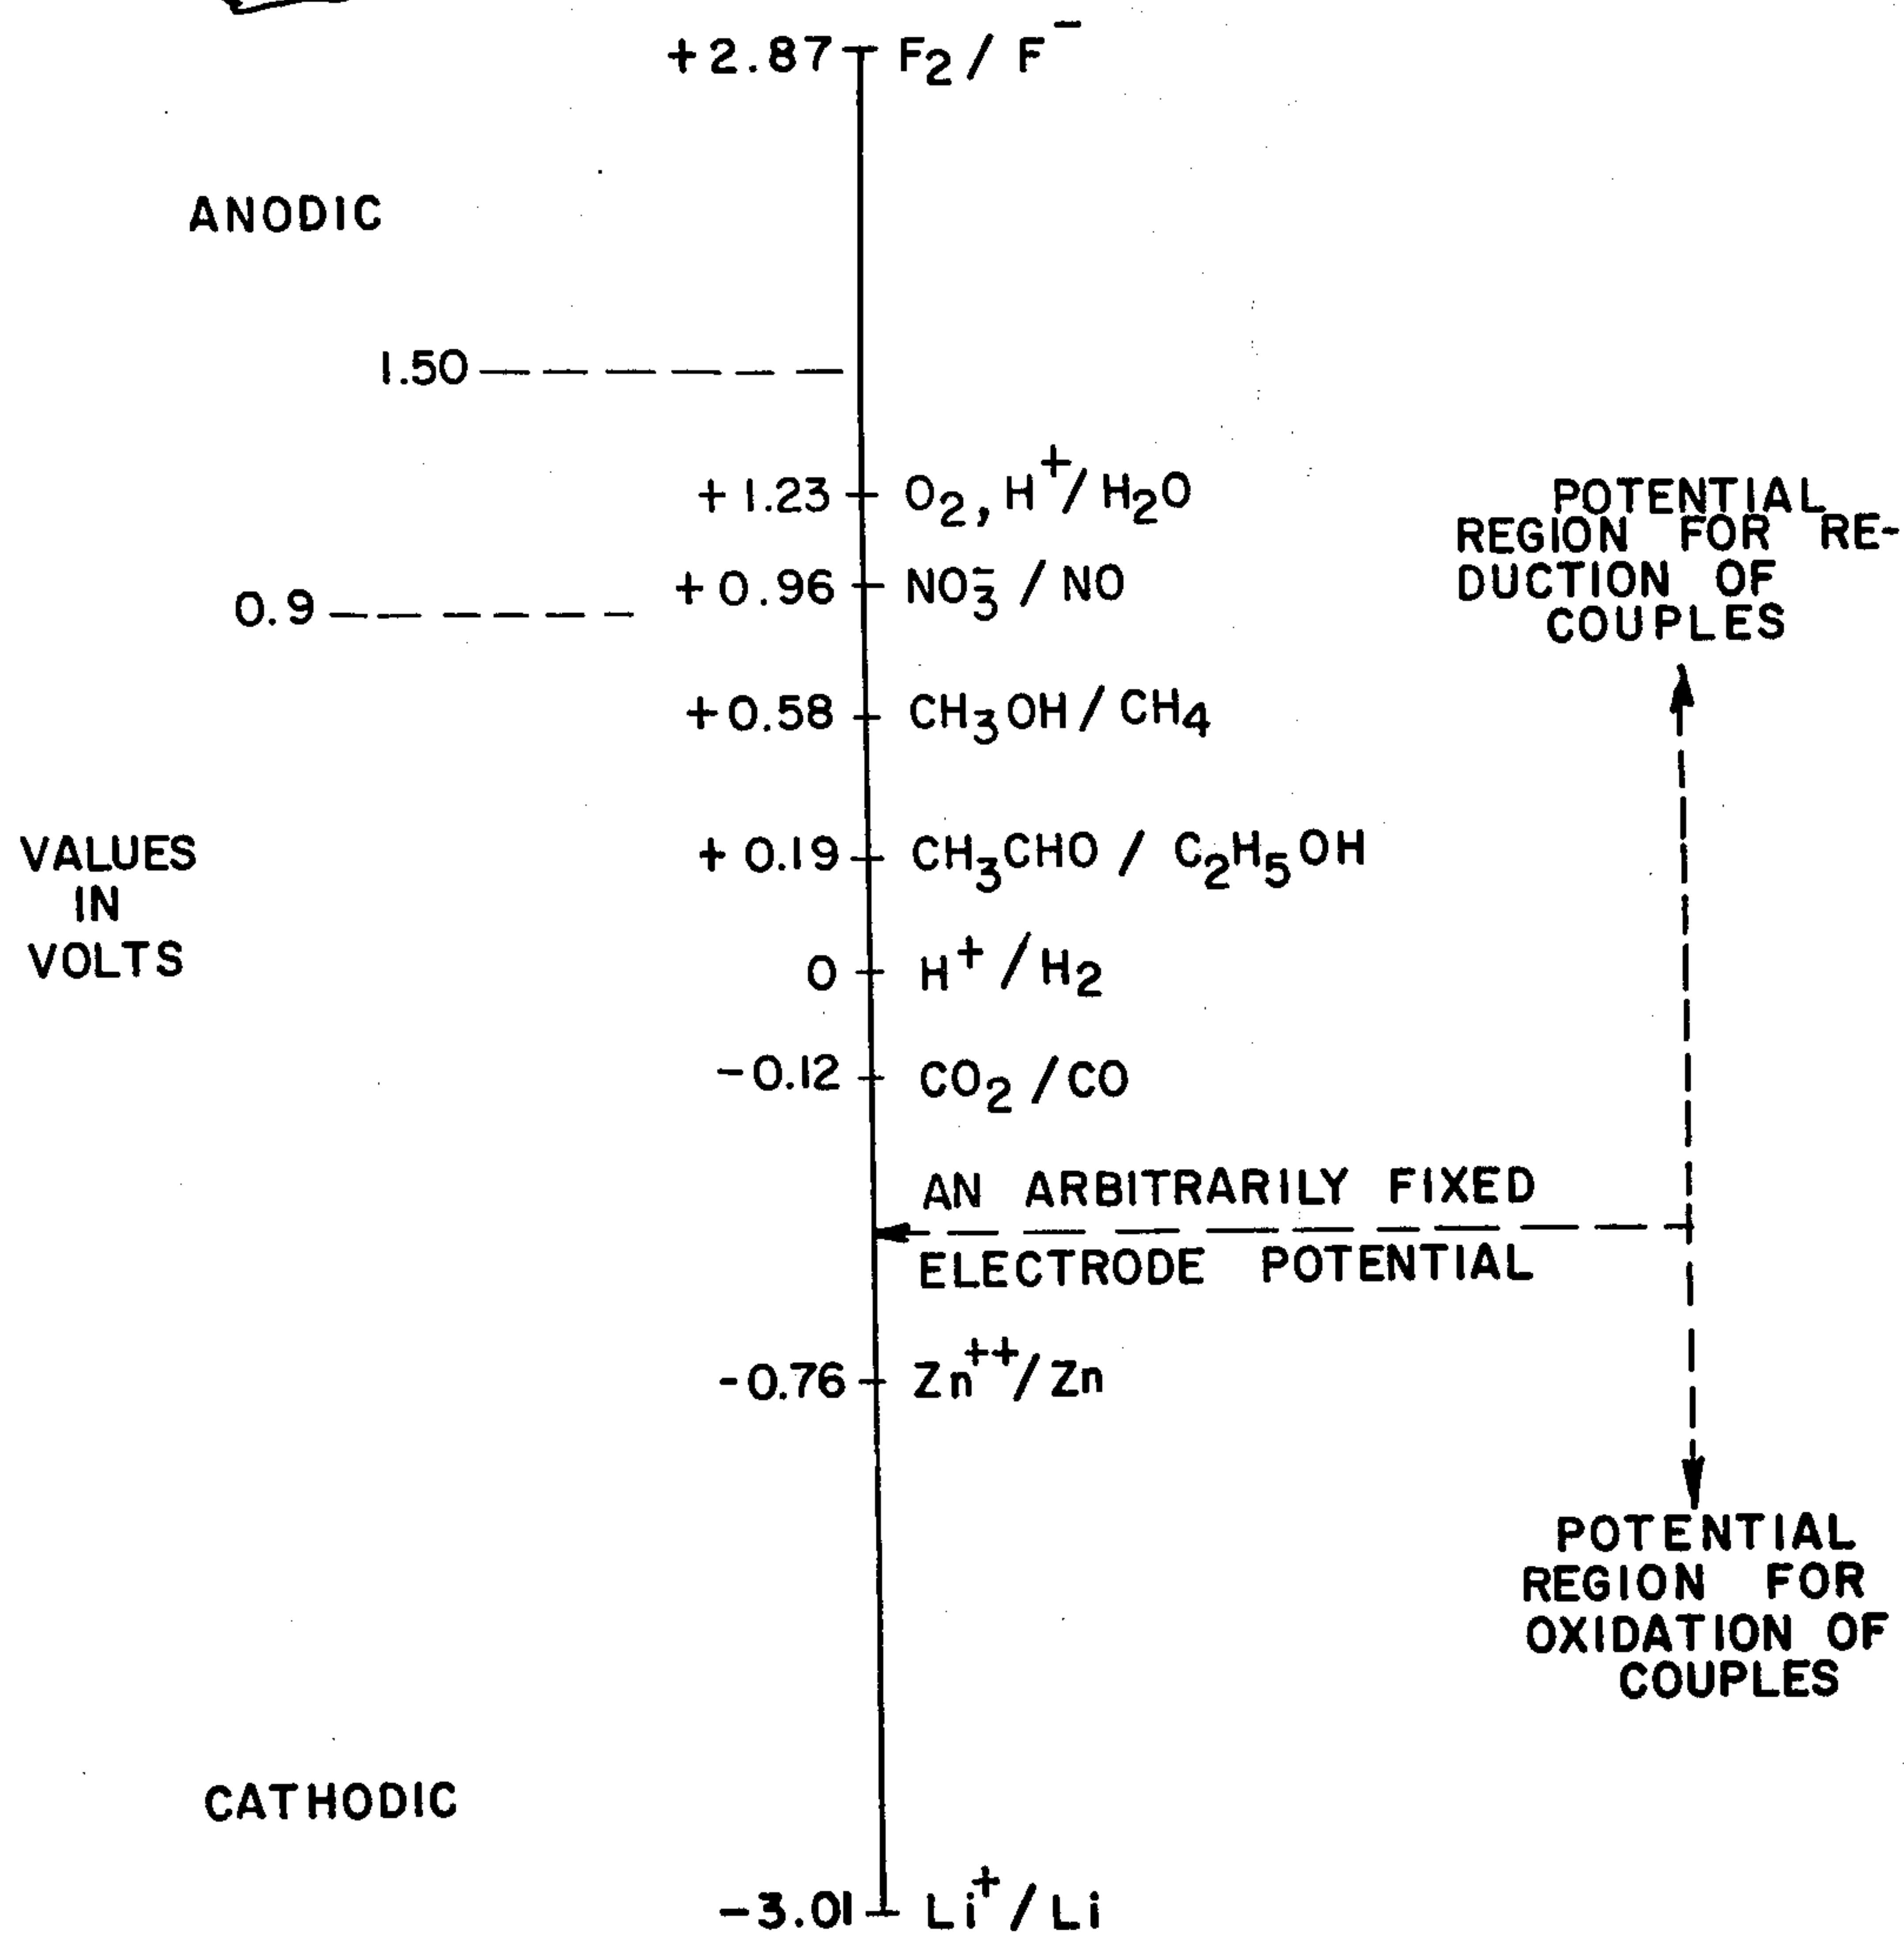 +2.87 F2/F⁻
ANODIC
1.50
+1.23 O2,H⁺/H2O
POTENTIAL
REGION FOR RE-
DUCTION OF
COUPLES
+0.96 NO3⁻/NO
0.9
+0.58 CH3OH/CH4
VALUES
IN
VOLTS
+0.19 CH3CHO/C2H5OH
0 H⁺/H2
-0.12 CO2/CO
AN ARBITRARILY FIXED
ELECTRODE POTENTIAL
-0.76 Zn⁺⁺/Zn
POTENTIAL
REGION FOR
OXIDATION OF
COUPLES
CATHODIC
-3.01 Li⁺/Li